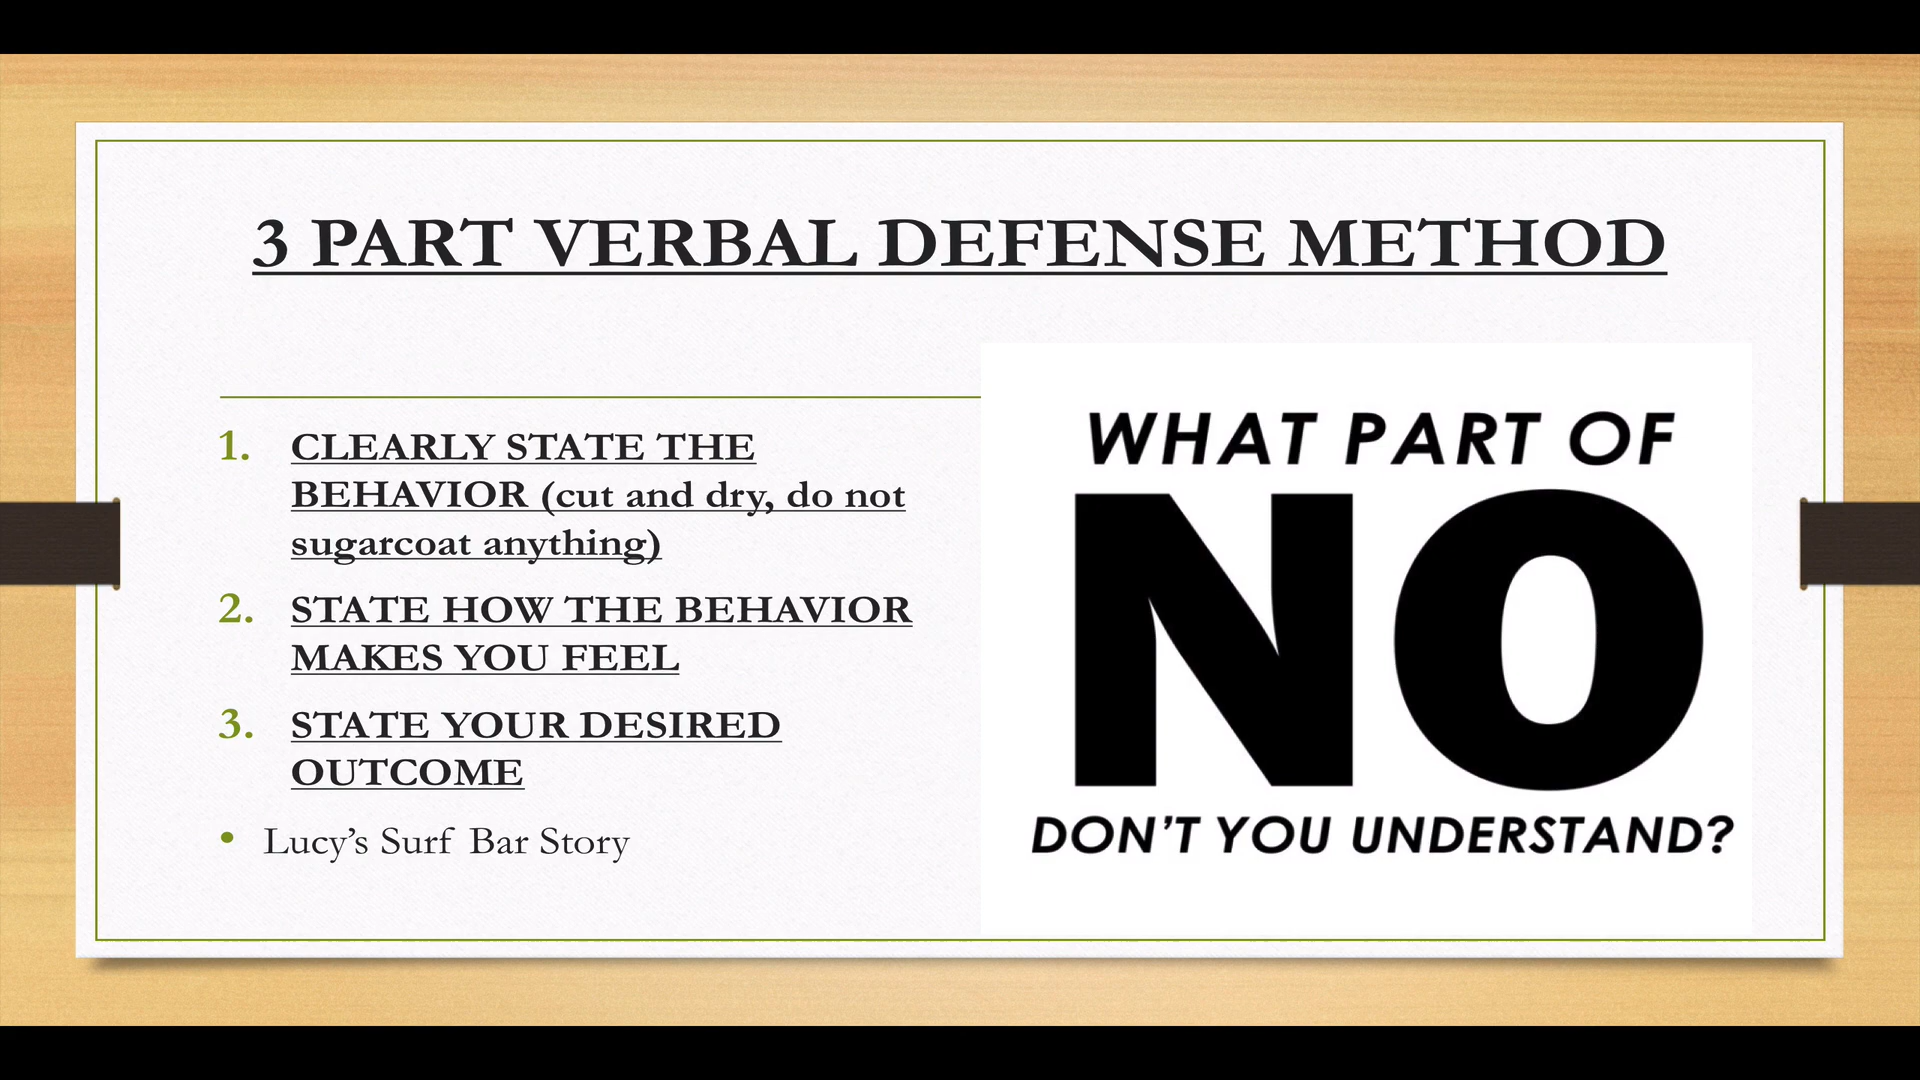 3 PART VERBAL DEFENSE METHOD
1. CLEARLY STATE THE
BEHAVIOR (cut and dry, do not
sugarcoat anything)
2. STATE HOW THE BEHAVIOR
MAKES YOU FEEL
3. STATE YOUR DESIRED
OUTCOME
• Lucy’s Surf Bar Story
WHAT PART OF
NO
DON’T YOU UNDERSTAND?